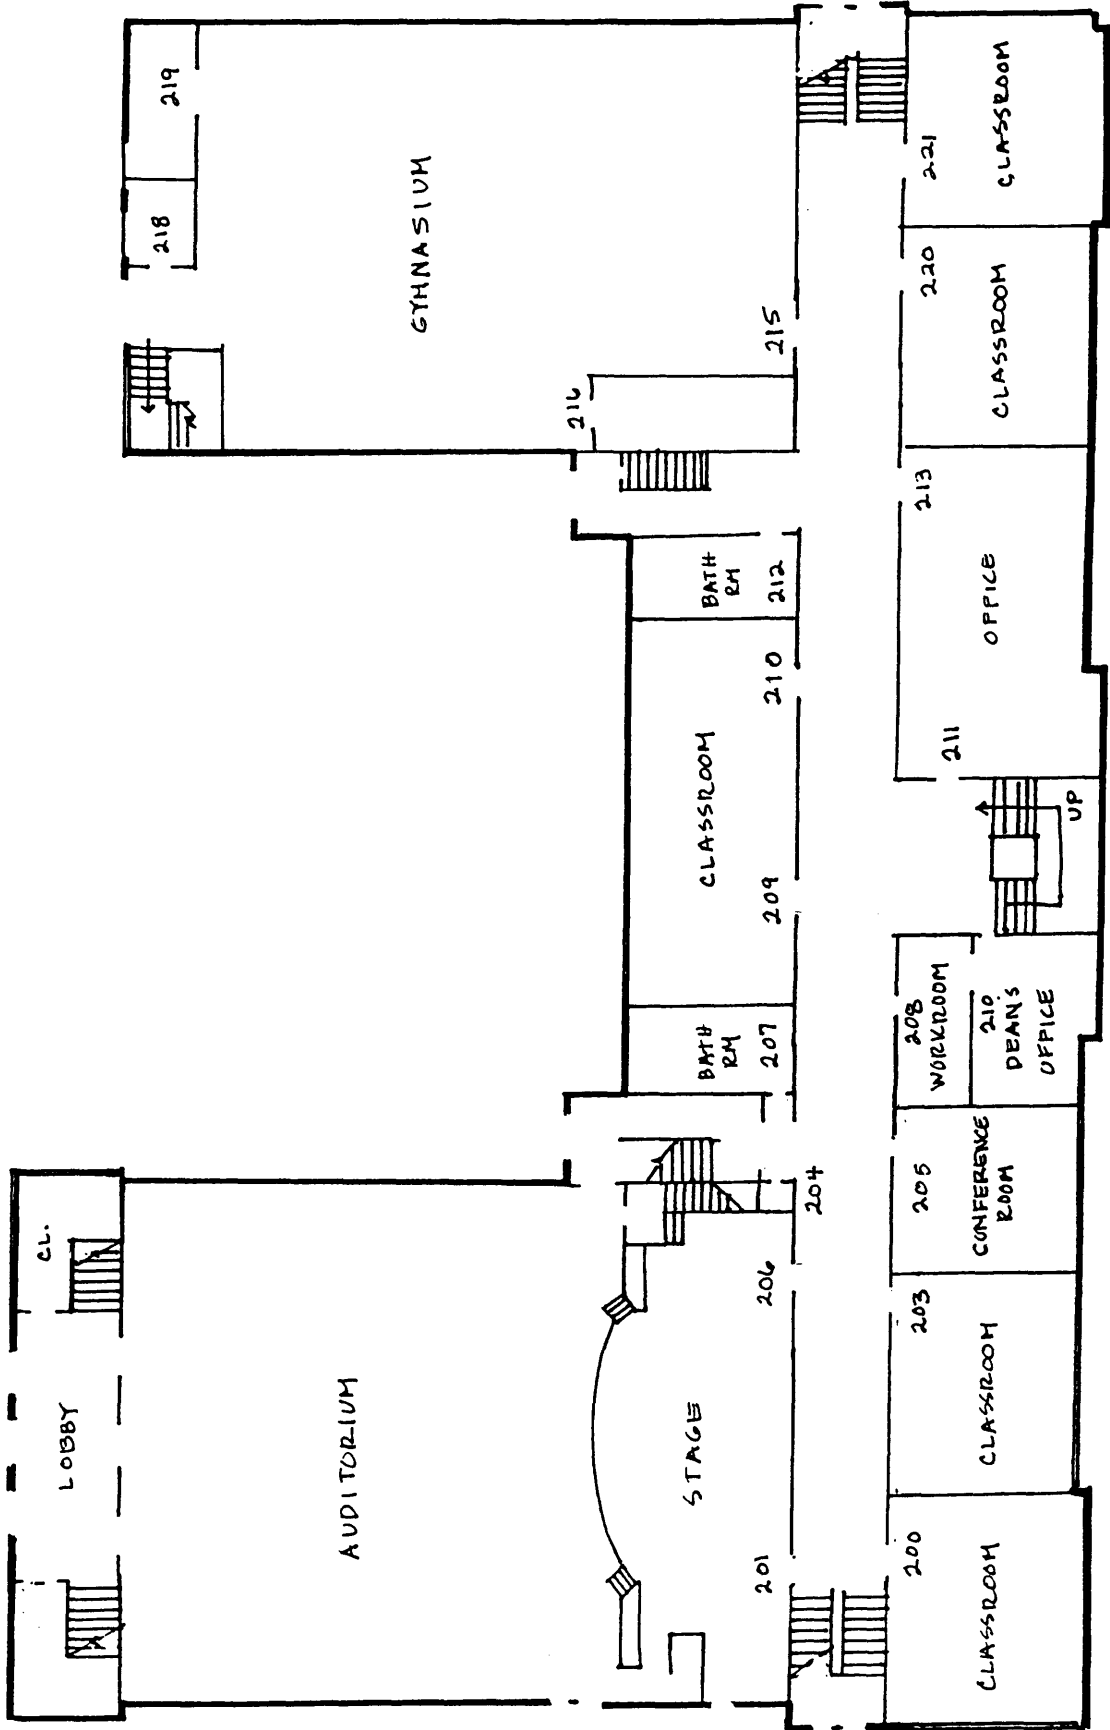 LOBBY
CL.
AUDITORIUM
STAGE
201
206
204
200
CLASSROOM
203
CLASSROOM
205
CONFERENCE
ROOM
208
WORKROOM
210
DEAN'S
OFFICE
BATH
RM
207
CLASSROOM
209
210
BATH
RM
212
UP
211
OFFICE
213
218
219
GYMNASIUM
216
215
220
CLASSROOM
221
CLASSROOM